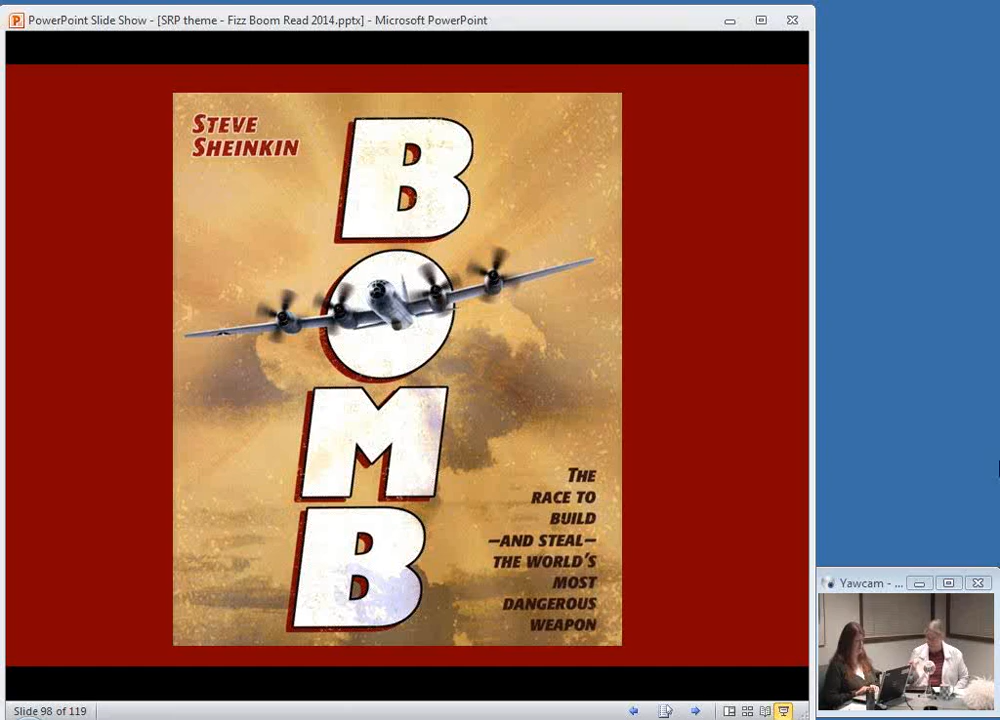 PowerPoint Slide Show - [SRP theme - Fizz Boom Read 2014.pptx] - Microsoft PowerPoint
STEVE
SHEINKIN
BOMB
THE
RACE TO
BUILD
—AND STEAL—
THE WORLD'S
MOST
DANGEROUS
WEAPON
Yawcam - ...
Slide 98 of 119